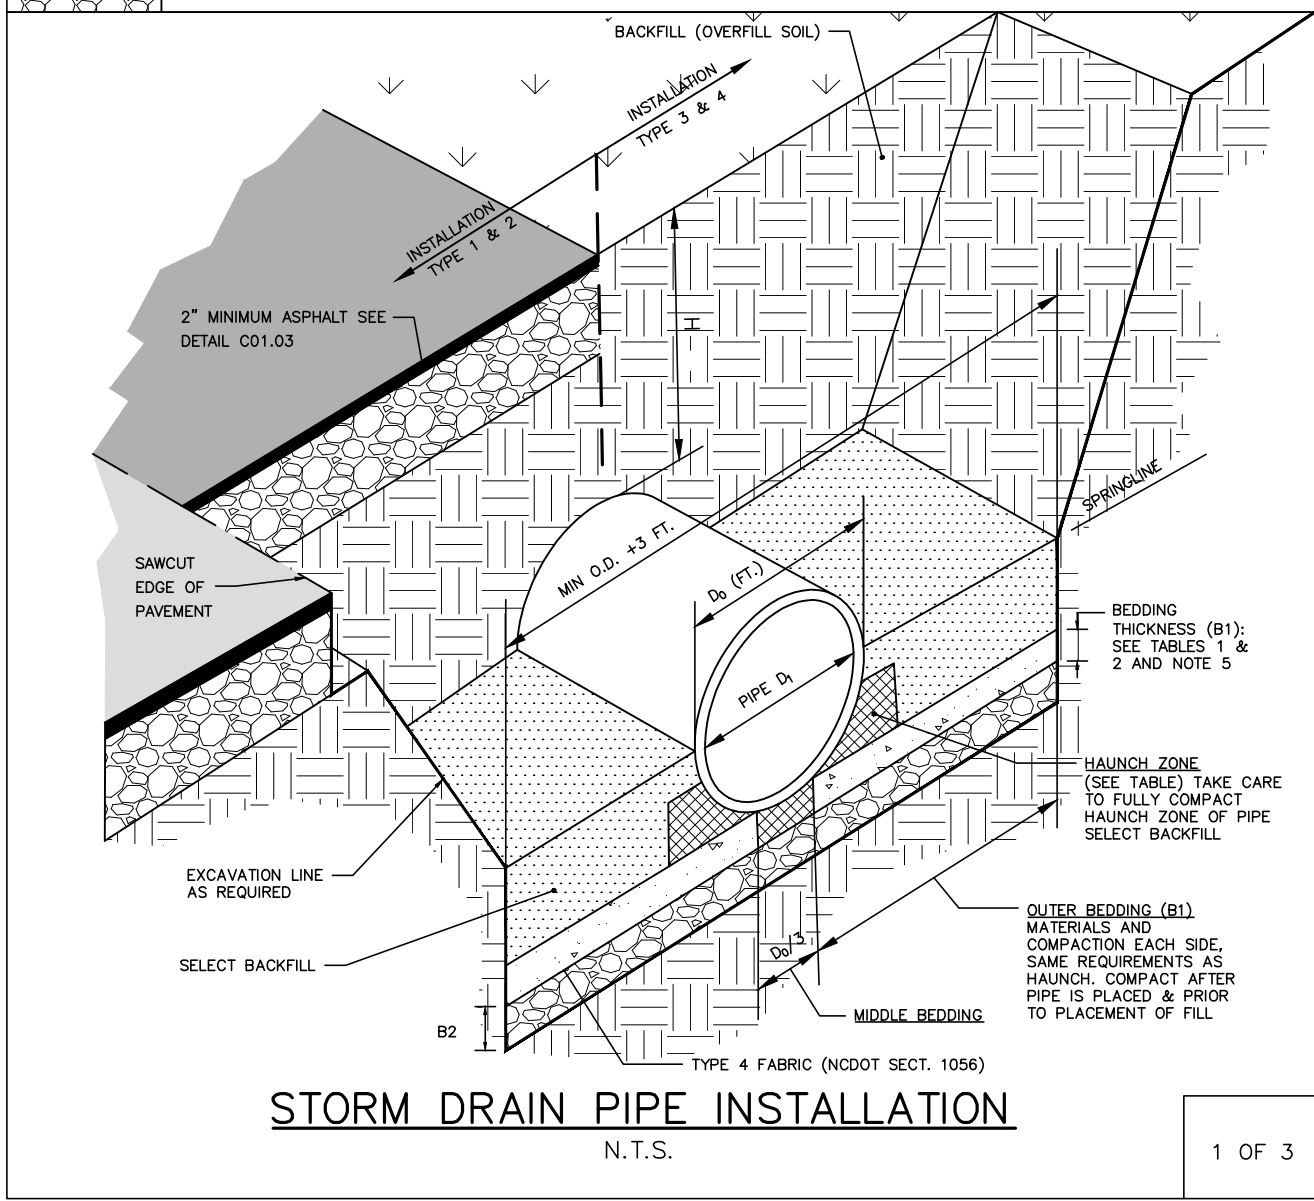 BACKFILL (OVERFILL SOIL)
INSTALLATION
TYPE 3 & 4
INSTALLATION
TYPE 1 & 2
2" MINIMUM ASPHALT SEE
DETAIL C01.03
H
SPRINGLINE
MIN O.D. +3 FT.
D₀ (FT.)
SAWCUT
EDGE OF
PAVEMENT
PIPE D₁
BEDDING
THICKNESS (B1):
SEE TABLES 1 &
2 AND NOTE 5
HAUNCH ZONE
(SEE TABLE) TAKE CARE
TO FULLY COMPACT
HAUNCH ZONE OF PIPE
SELECT BACKFILL
EXCAVATION LINE
AS REQUIRED
OUTER BEDDING (B1)
MATERIALS AND
COMPACTION EACH SIDE,
SAME REQUIREMENTS AS
HAUNCH. COMPACT AFTER
PIPE IS PLACED & PRIOR
TO PLACEMENT OF FILL
SELECT BACKFILL
D₀/3
MIDDLE BEDDING
B2
TYPE 4 FABRIC (NCDOT SECT. 1056)
STORM DRAIN PIPE INSTALLATION
N.T.S.
1 OF 3